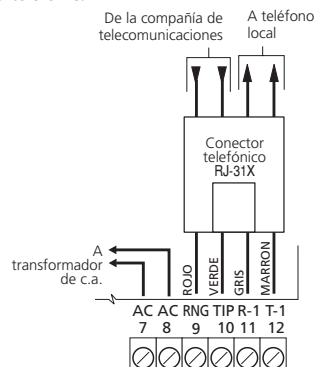 De la compañía de
telecomunicaciones
A teléfono
local
Conector
telefónico
RJ-31X
A
transformador
de c.a.
ROJO
VERDE
GRIS
MARRON
AC AC RNG TIP R-1 T-1
7 8 9 10 11 12